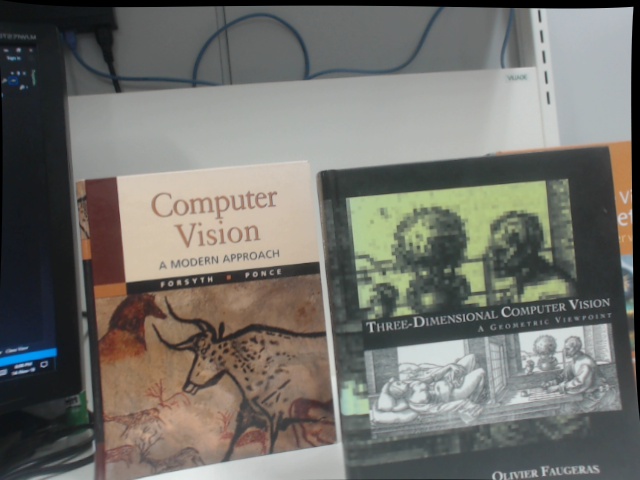 Computer
Vision
A MODERN APPROACH
FORSYTH ▪ PONCE
THREE-DIMENSIONAL COMPUTER VISION
A GEOMETRIC VIEWPOINT
OLIVIER FAUGERAS